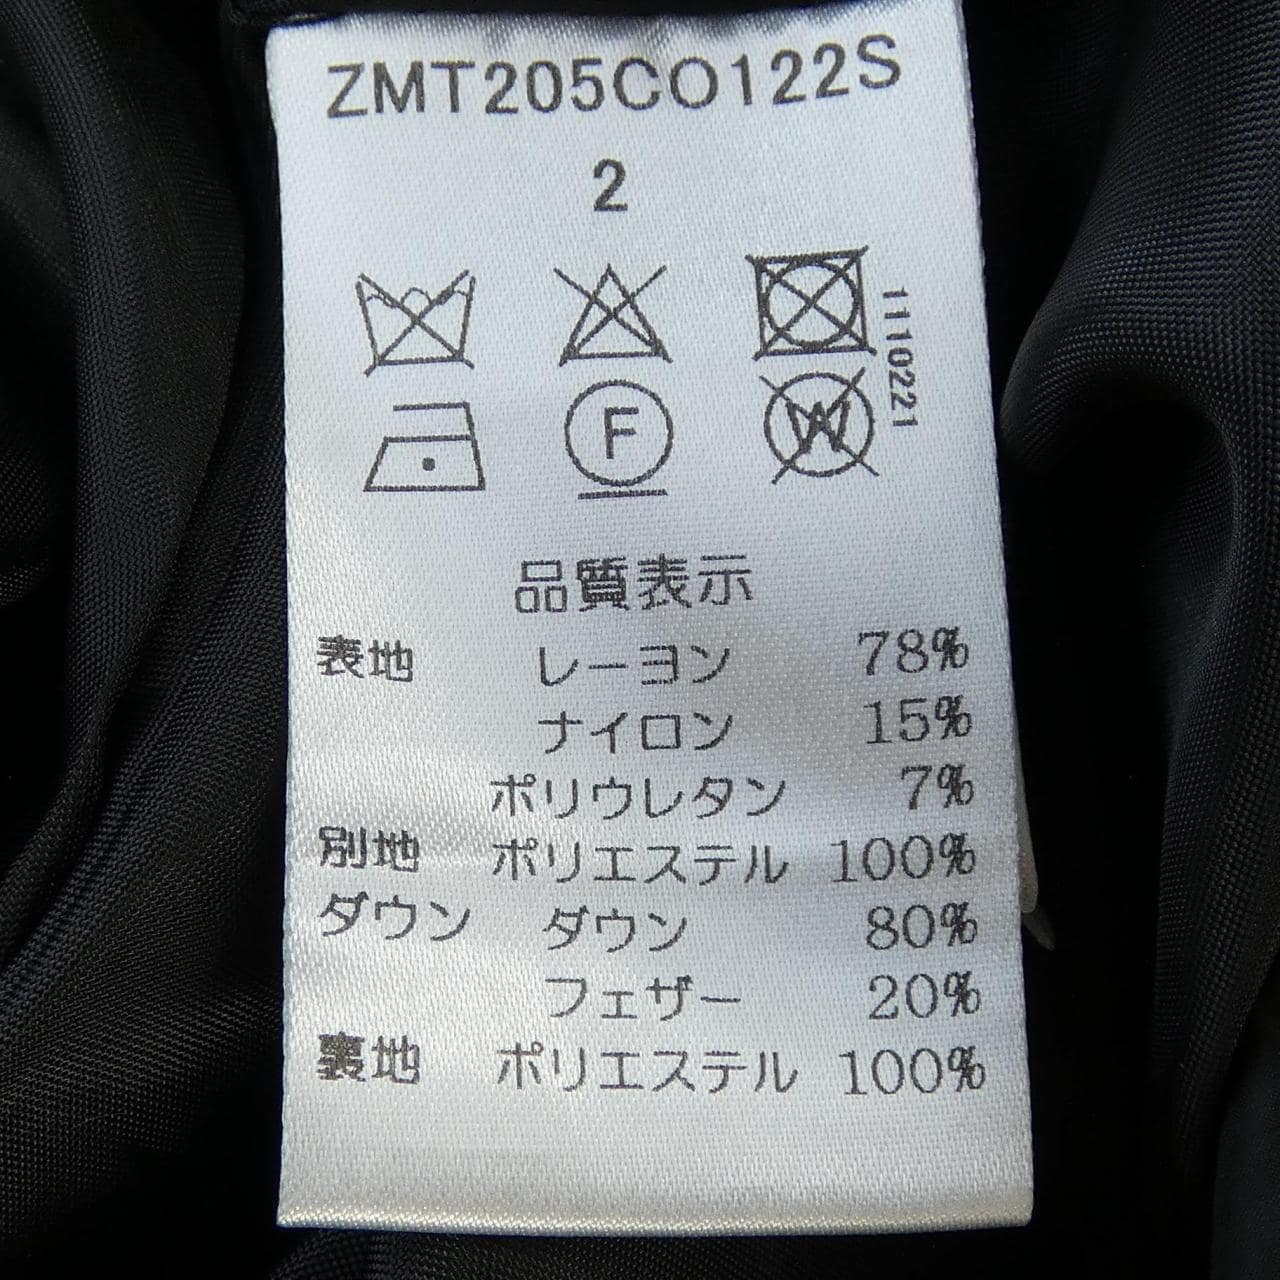 ZMT205CO122S
2
1110221
F
W
品質表示
表地 レーヨン 78%
ナイロン 15%
ポリウレタン 7%
別地 ポリエステル 100%
ダウン ダウン 80%
フェザー 20%
裏地 ポリエステル 100%